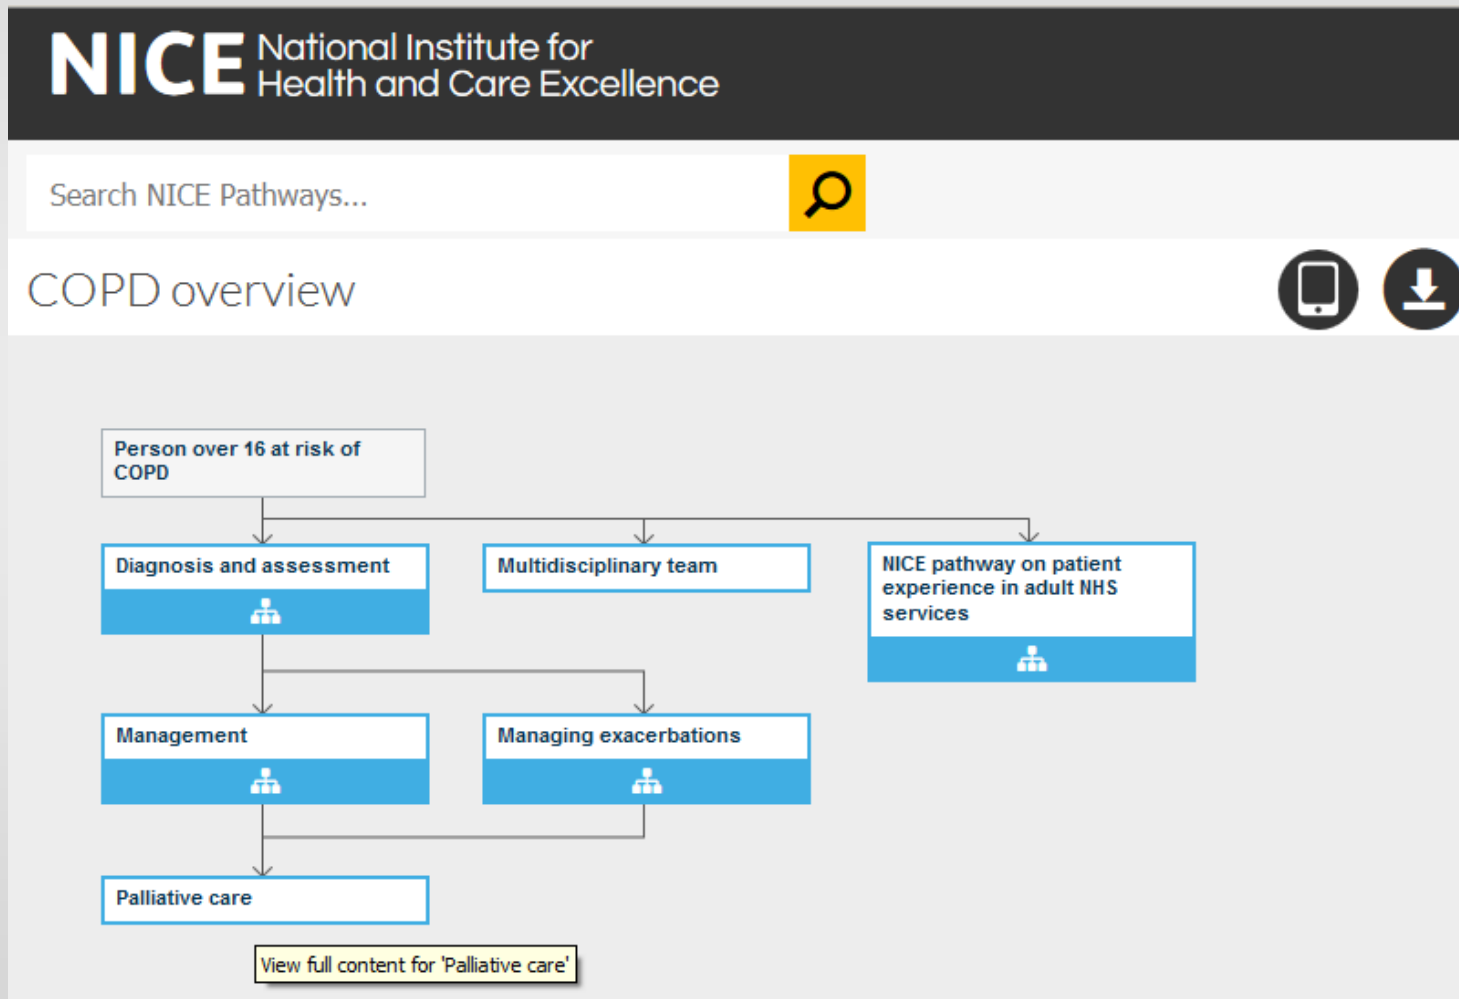 NICE National Institute for
Health and Care Excellence
Search NICE Pathways...
COPD overview
Person over 16 at risk of
COPD
Diagnosis and assessment
Multidisciplinary team
NICE pathway on patient
experience in adult NHS
services
Management
Managing exacerbations
Palliative care
View full content for 'Palliative care'